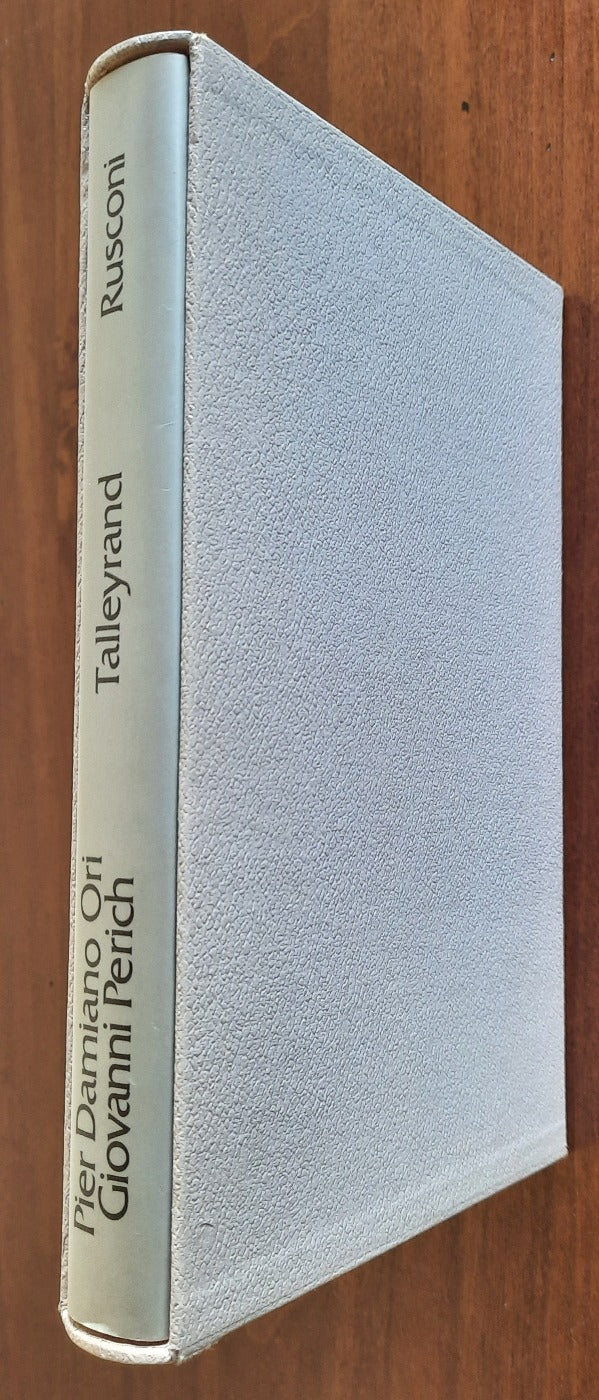 Pier Damiano Ori
Giovanni Perich
Talleyrand
Rusconi